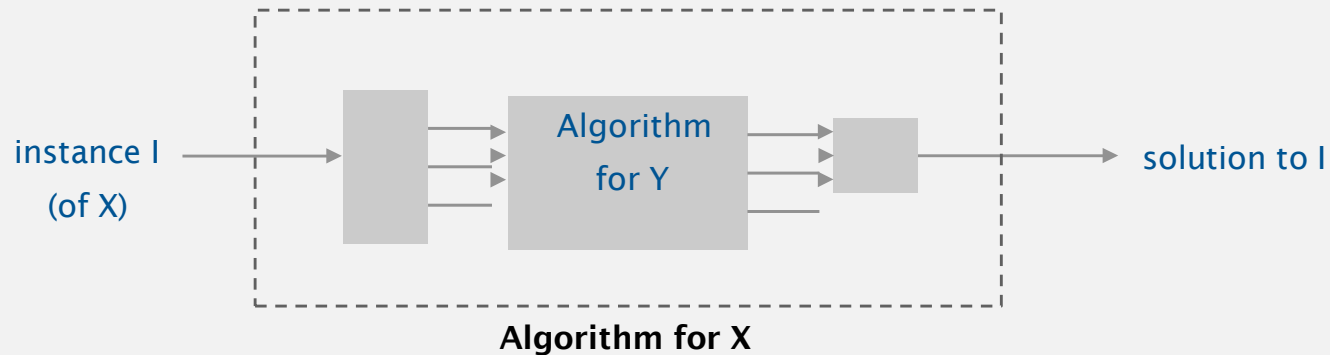 instance I
(of X)
Algorithm
for Y
solution to I
Algorithm for X